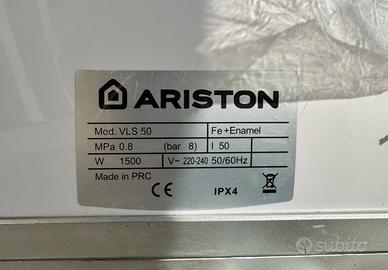 ARISTON
Mod. VLS 50 Fe+Enamel
MPa 0.8 (bar 8) l 50
W 1500 V~ 220-240 50/60Hz
Made in PRC
CE IPX4
subito